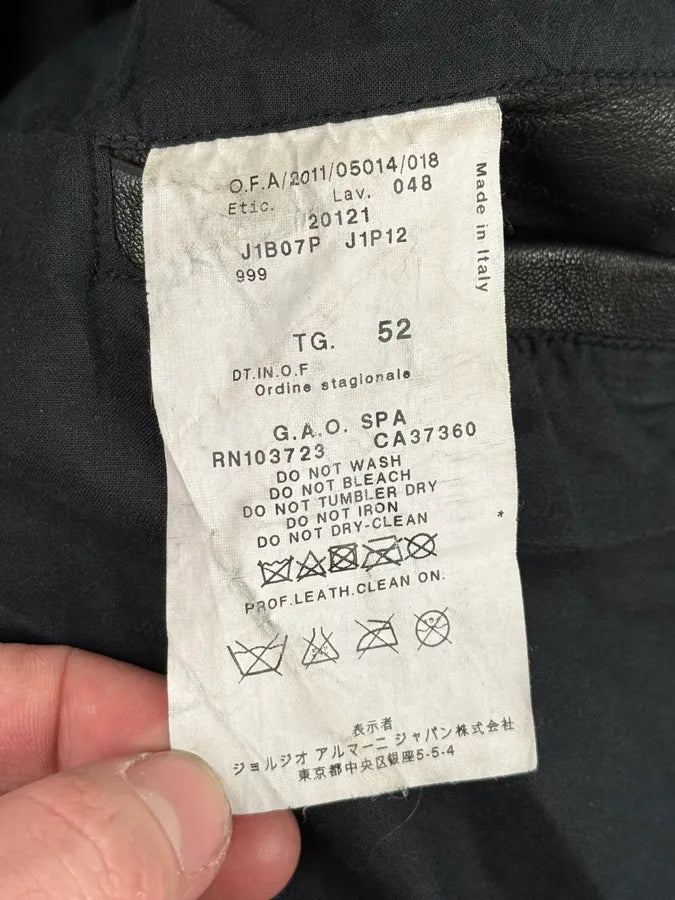 O.F.A/2011/05014/018
Etic. Lav. 048
20121
J1B07P J1P12
999
Made in Italy
TG. 52
DT.IN.O.F
Ordine stagionale
G.A.O. SPA
RN103723 CA37360
DO NOT WASH
DO NOT BLEACH
DO NOT TUMBLER DRY
DO NOT IRON
DO NOT DRY-CLEAN
*
PROF.LEATH.CLEAN ON.
表示者
ジョルジオ アルマーニ ジャパン株式会社
東京都中央区銀座5-5-4